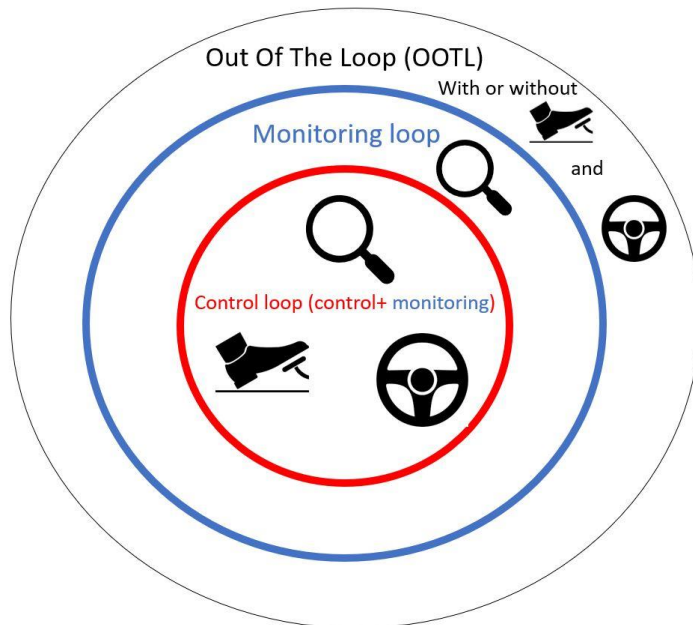 Out Of The Loop (OOTL)
With or without
Monitoring loop
and
Control loop (control+ monitoring)